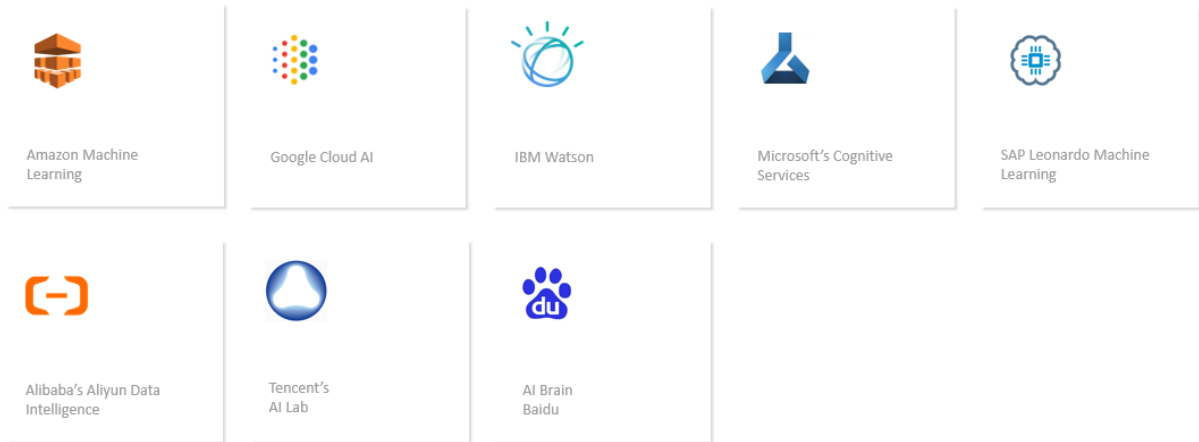 Amazon Machine
Learning
Google Cloud AI
IBM Watson
Microsoft's Cognitive
Services
SAP Leonardo Machine
Learning
Alibaba's Aliyun Data
Intelligence
Tencent's
AI Lab
du
AI Brain
Baidu